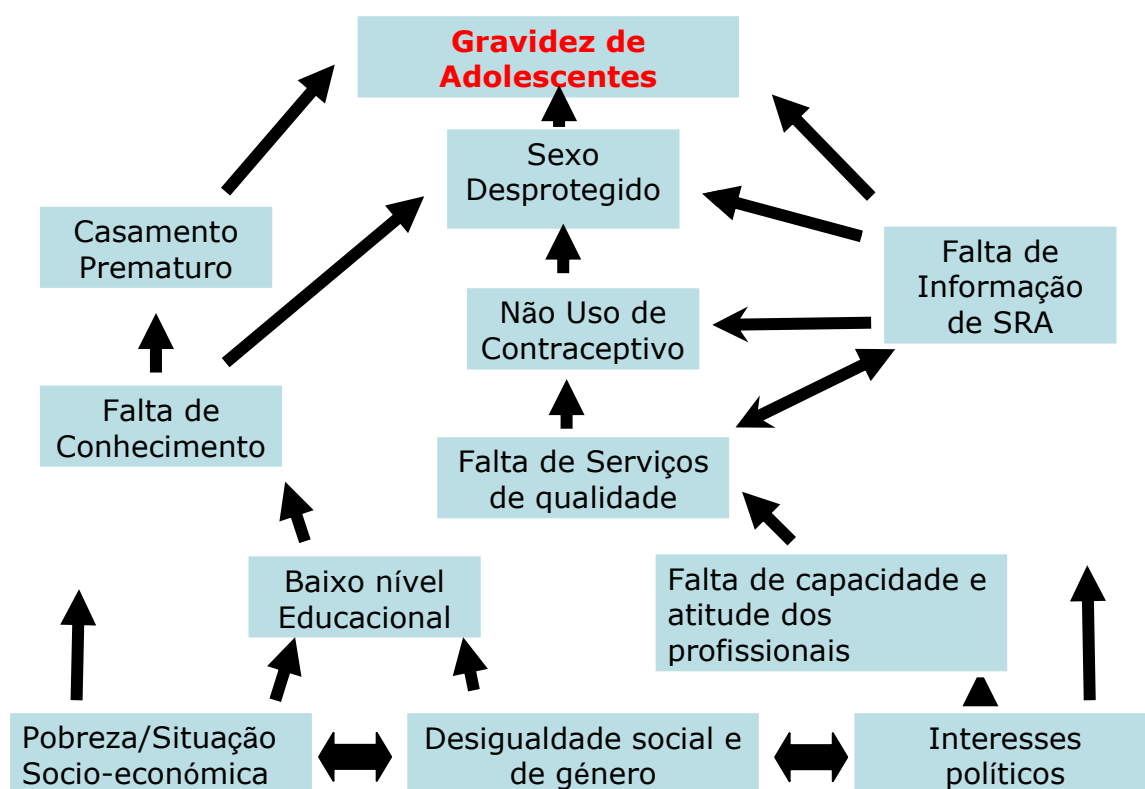 Gravidez de
Adolescentes
Sexo
Desprotegido
Casamento
Prematuro
Falta de
Informação
de SRA
Não Uso de
Contraceptivo
Falta de
Conhecimento
Falta de Serviços
de qualidade
Baixo nível
Educacional
Falta de capacidade e
atitude dos
profissionais
Pobreza/Situação
Socio-económica
Desigualdade social e
de género
Interesses
políticos